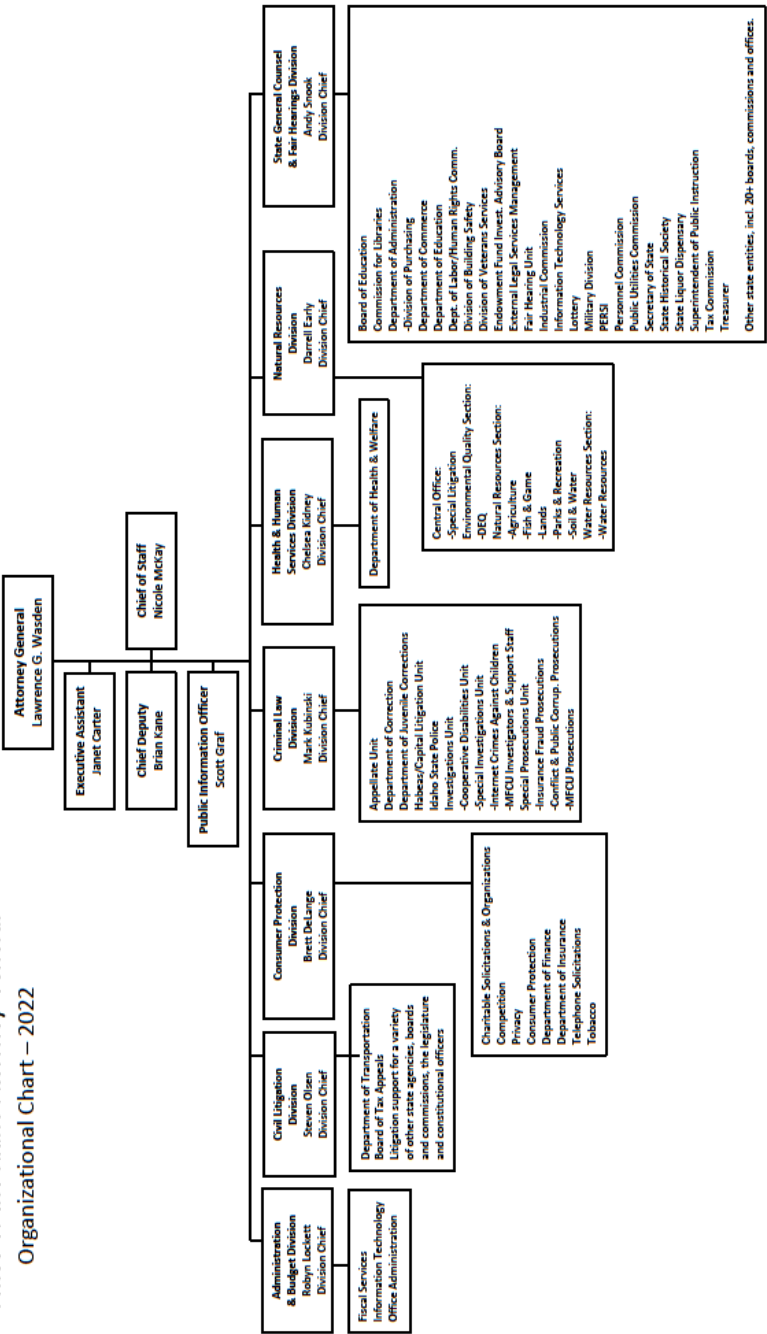 Organizational Chart – 2022
Attorney General
Lawrence G. Wasden
Executive Assistant
Janet Carter
Chief Deputy
Brian Kane
Chief of Staff
Nicole McKay
Public Information Officer
Scott Graf
Administration
& Budget Division
Robyn Lockett
Division Chief
Fiscal Services
Information Technology
Office Administration
Civil Litigation
Division
Steven Olsen
Division Chief
Department of Transportation
Board of Tax Appeals
Litigation support for a variety
of other state agencies, boards
and commissions, the legislature
and constitutional officers
Consumer Protection
Division
Brett DeLange
Division Chief
Charitable Solicitations & Organizations
Competition
Privacy
Consumer Protection
Department of Finance
Department of Insurance
Telephone Solicitations
Tobacco
Criminal Law
Division
Mark Kubinski
Division Chief
Appellate Unit
Department of Correction
Department of Juvenile Corrections
Habeas/Capital Litigation Unit
Idaho State Police
Investigations Unit
-Cooperative Disabilities Unit
-Special Investigations Unit
-Internet Crimes Against Children
-MFCU Investigators & Support Staff
Special Prosecutions Unit
-Insurance Fraud Prosecutions
-Conflict & Public Corrup. Prosecutions
-MFCU Prosecutions
Health & Human
Services Division
Chelsea Kidney
Division Chief
Department of Health & Welfare
Natural Resources
Division
Darrell Early
Division Chief
Central Office:
-Special Litigation
Environmental Quality Section:
-DEQ
Natural Resources Section:
-Agriculture
-Fish & Game
-Lands
-Parks & Recreation
-Soil & Water
Water Resources Section:
-Water Resources
State General Counsel
& Fair Hearings Division
Andy Snook
Division Chief
Board of Education
Commission for Libraries
Department of Administration
-Division of Purchasing
Department of Commerce
Department of Education
Dept. of Labor/Human Rights Comm.
Division of Building Safety
Division of Veterans Services
Endowment Fund Invest. Advisory Board
External Legal Services Management
Fair Hearing Unit
Industrial Commission
Information Technology Services
Lottery
Military Division
PERSI
Personnel Commission
Public Utilities Commission
Secretary of State
State Historical Society
State Liquor Dispensary
Superintendent of Public Instruction
Tax Commission
Treasurer
Other state entities, incl. 20+ boards, commissions and offices.